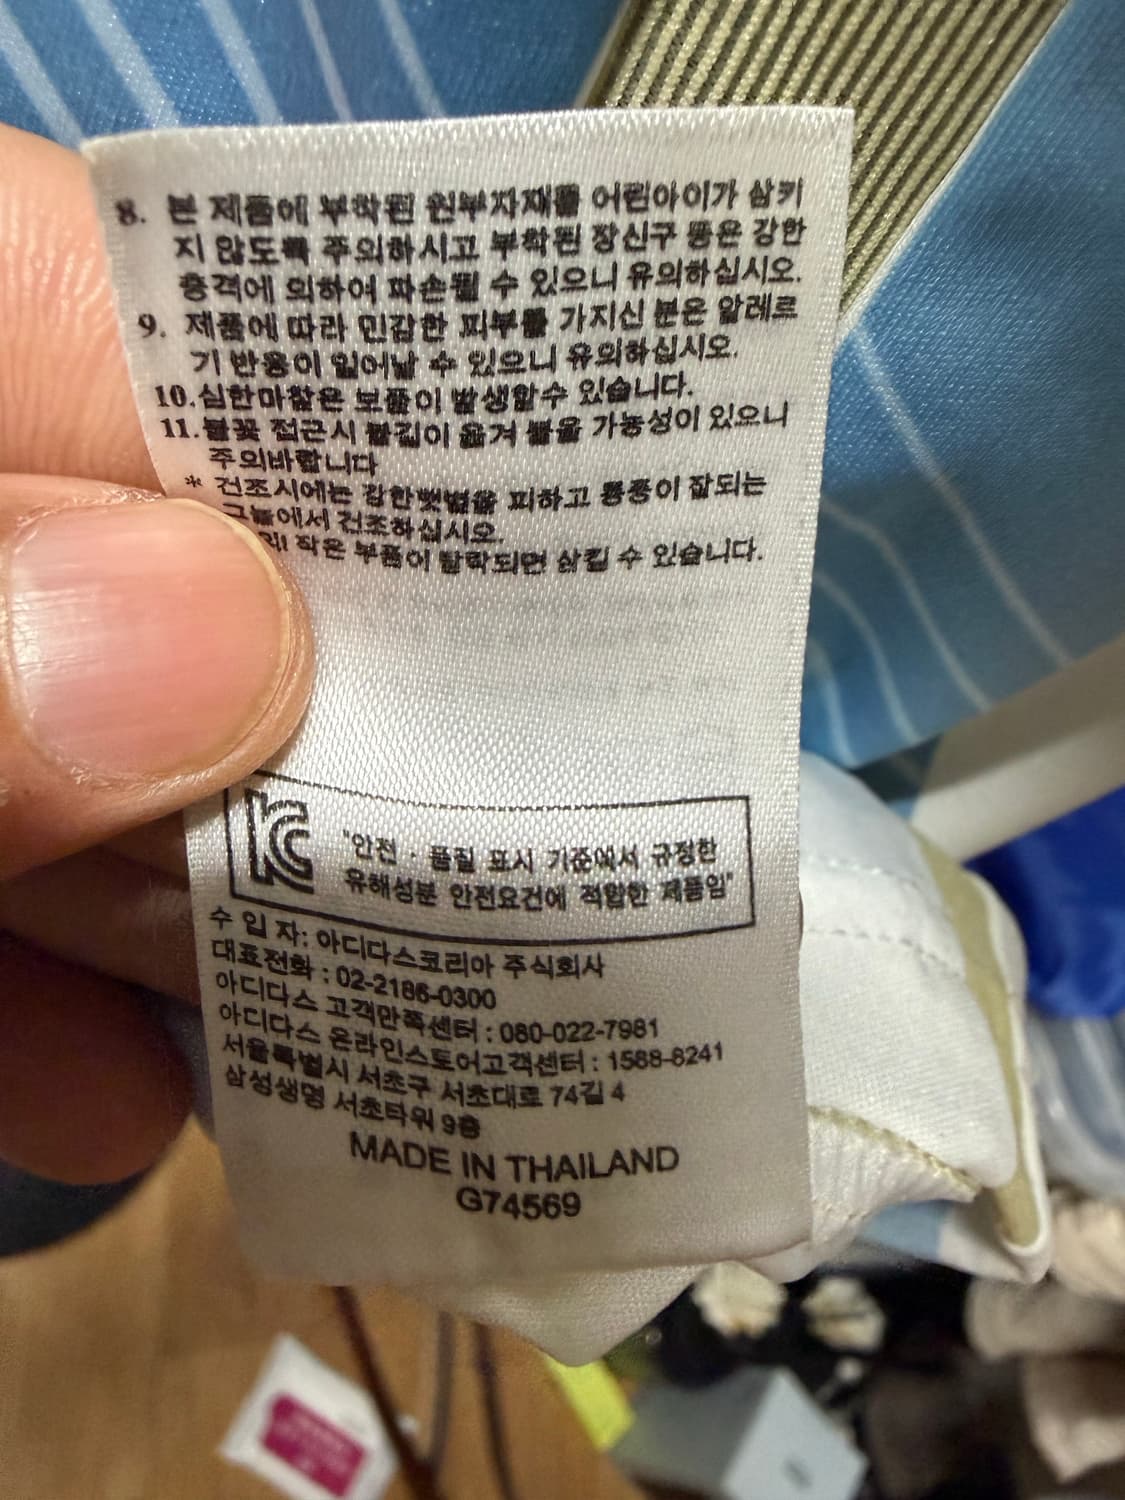 8. 본 제품에 부착된 원부자재를 어린아이가 삼키
지 않도록 주의하시고 부착된 장신구 등은 강한
충격에 의하여 파손될 수 있으니 유의하십시오.
9. 제품에 따라 민감한 피부를 가지신 분은 알레르
기 반응이 일어날 수 있으니 유의하십시오.
10. 심한마찰은 보풀이 발생할수 있습니다.
11. 불꽃 접근시 불길이 옮겨 붙을 가능성이 있으니
주의바랍니다
* 건조시에는 강한햇볕을 피하고 통풍이 잘되는
그늘에서 건조하십시오.
작은 부품이 탈락되면 삼킬 수 있습니다.
"안전 · 품질 표시 기준에서 규정한
유해성분 안전요건에 적합한 제품임"
수 입 자: 아디다스코리아 주식회사
대표전화 : 02-2186-0300
아디다스 고객만족센터 : 080-022-7981
아디다스 온라인스토어고객센터 : 1588-8241
서울특별시 서초구 서초대로 74길 4
삼성생명 서초타워 9층
MADE IN THAILAND
G74569